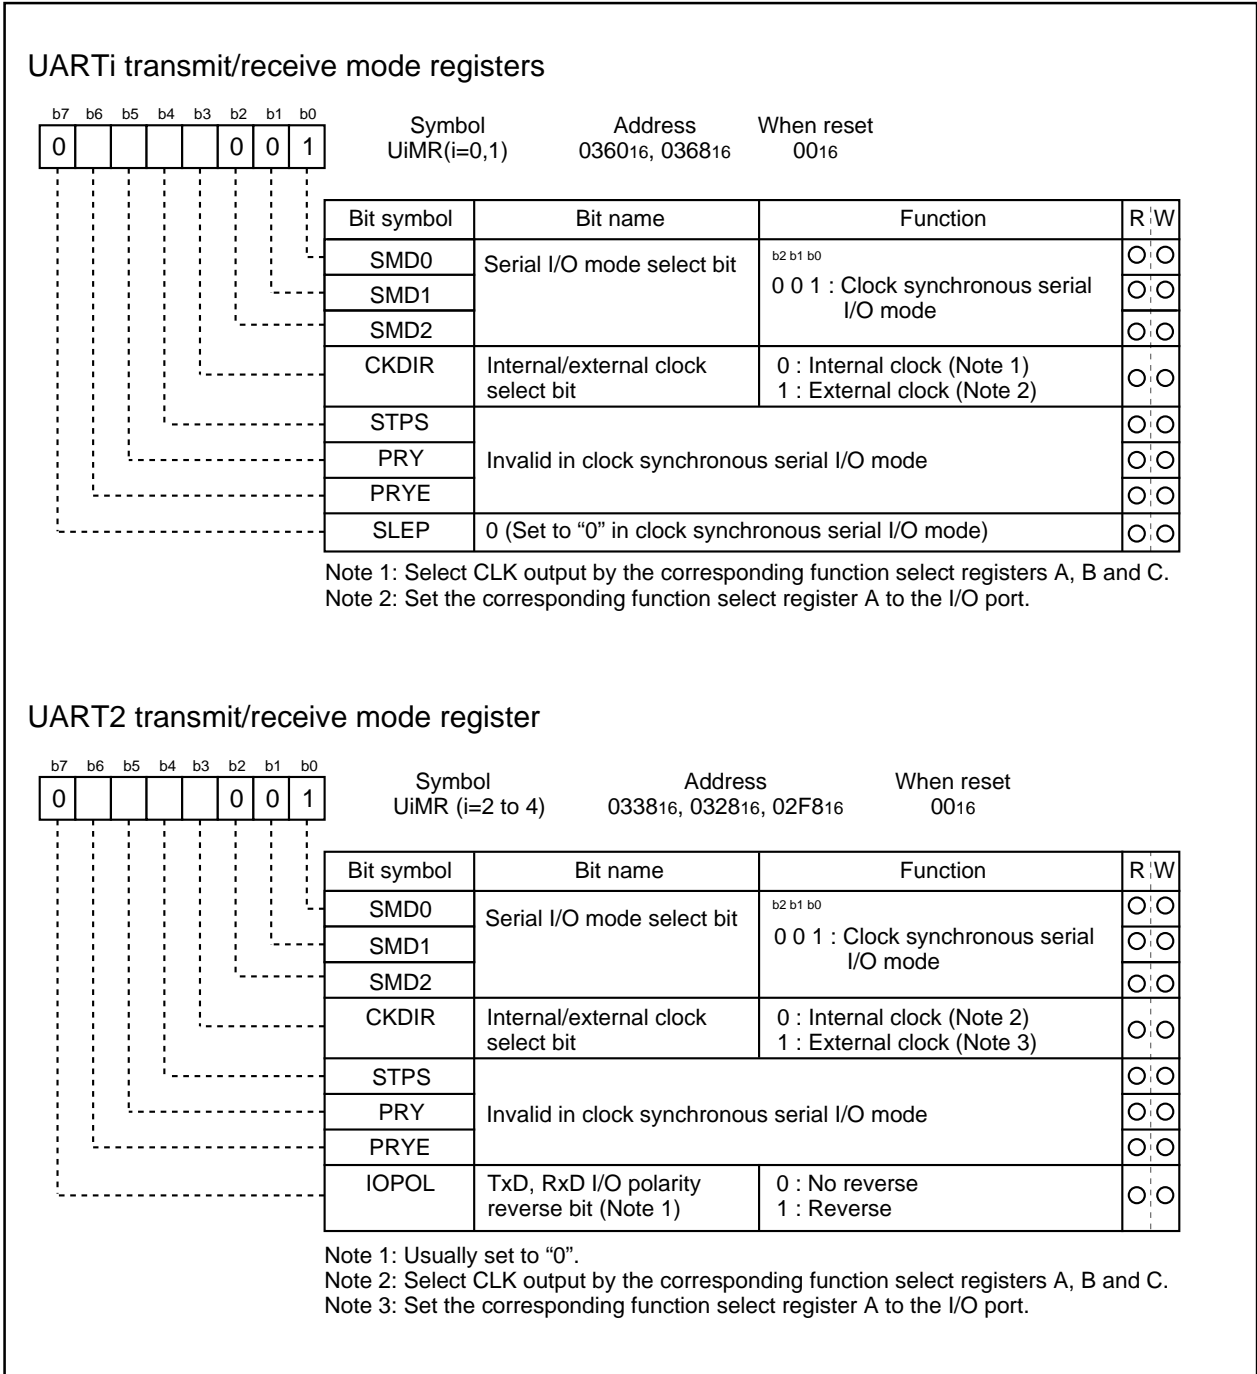 UARTi transmit/receive mode registers
b7 b6 b5 b4 b3 b2 b1 b0
0 0 0 1
Symbol Address When reset
UiMR(i=0,1) 036016, 036816 0016
Bit symbol Bit name Function R W
SMD0 Serial I/O mode select bit b2 b1 b0
SMD1 0 0 1 : Clock synchronous serial
I/O mode
SMD2
CKDIR Internal/external clock 0 : Internal clock (Note 1)
select bit 1 : External clock (Note 2)
STPS
PRY Invalid in clock synchronous serial I/O mode
PRYE
SLEP 0 (Set to “0” in clock synchronous serial I/O mode)
Note 1: Select CLK output by the corresponding function select registers A, B and C.
Note 2: Set the corresponding function select register A to the I/O port.
UART2 transmit/receive mode register
b7 b6 b5 b4 b3 b2 b1 b0
0 0 0 1
Symbol Address When reset
UiMR (i=2 to 4) 033816, 032816, 02F816 0016
Bit symbol Bit name Function R W
SMD0 Serial I/O mode select bit b2 b1 b0
SMD1 0 0 1 : Clock synchronous serial
I/O mode
SMD2
CKDIR Internal/external clock 0 : Internal clock (Note 2)
select bit 1 : External clock (Note 3)
STPS
PRY Invalid in clock synchronous serial I/O mode
PRYE
IOPOL TxD, RxD I/O polarity 0 : No reverse
reverse bit (Note 1) 1 : Reverse
Note 1: Usually set to “0”.
Note 2: Select CLK output by the corresponding function select registers A, B and C.
Note 3: Set the corresponding function select register A to the I/O port.